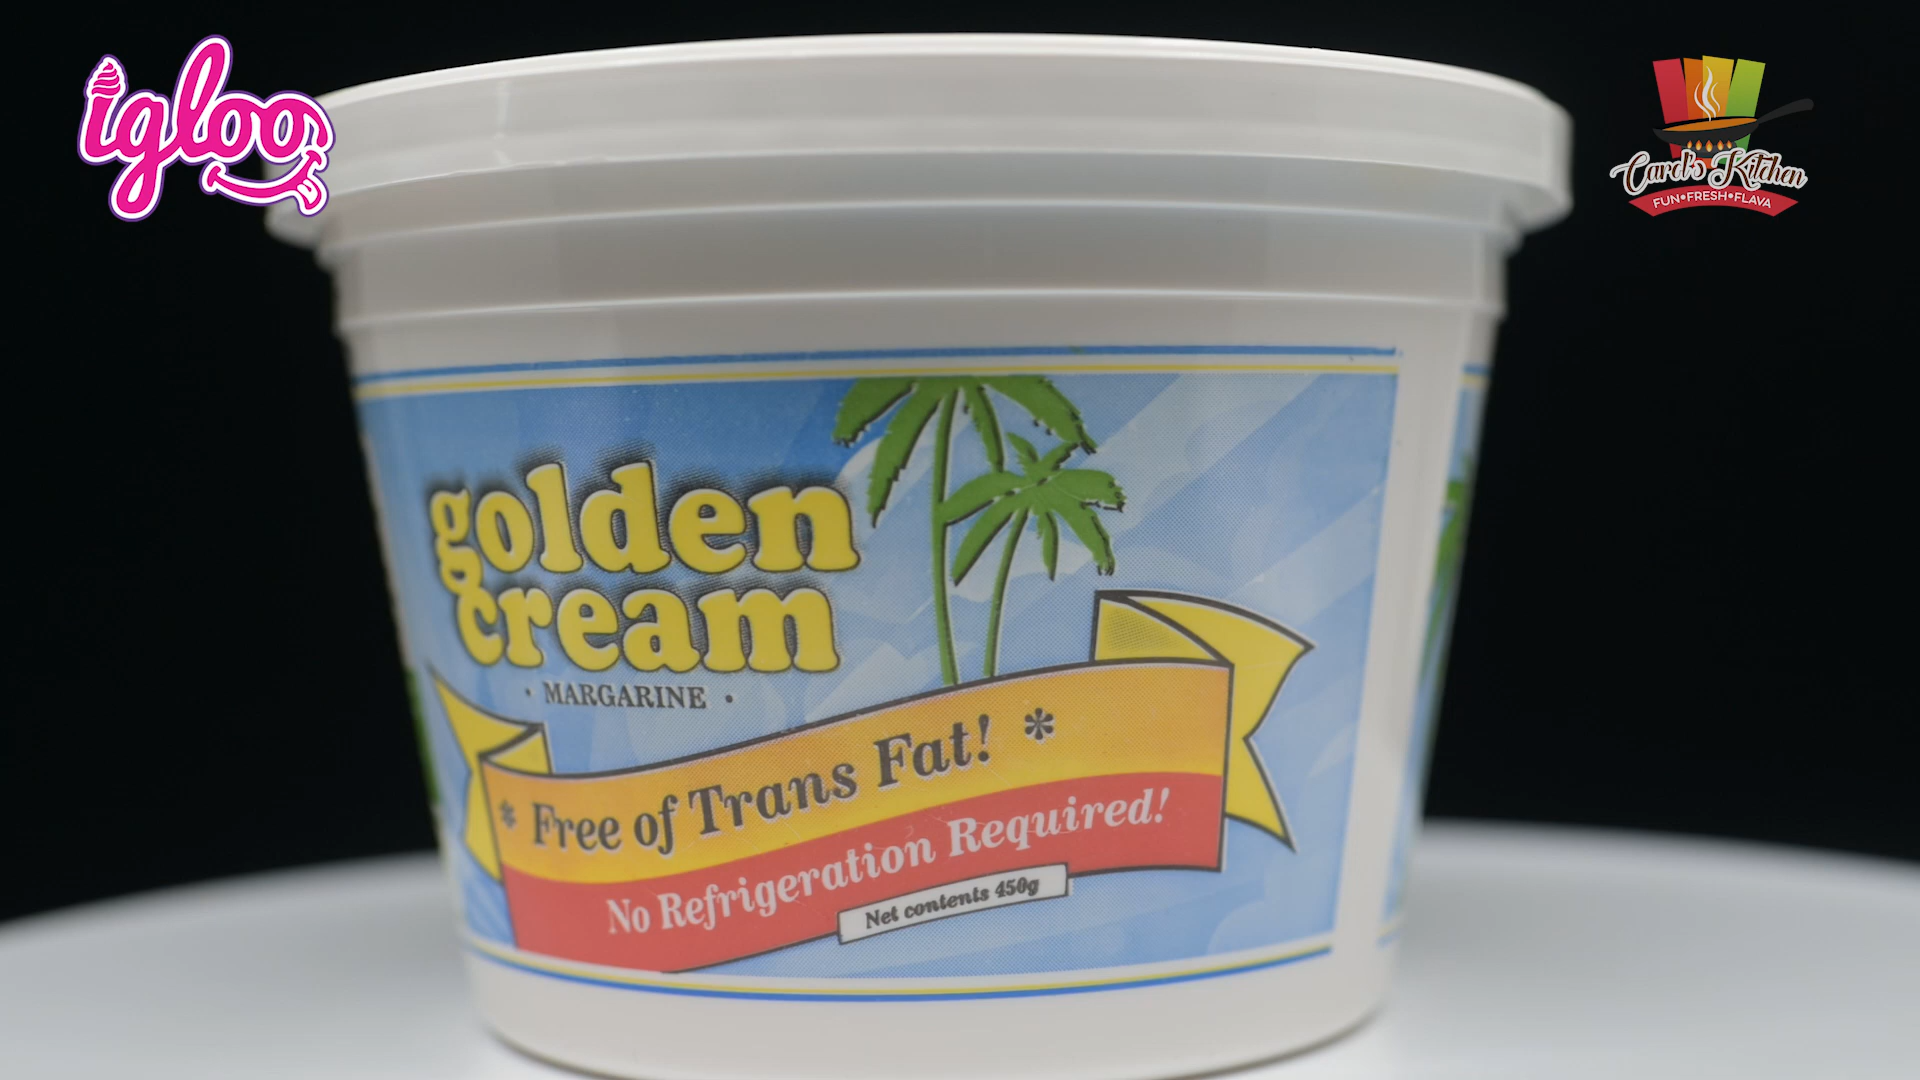 igloo
Carol's Kitchen
FUN•FRESH•FLAVA
golden
cream
• MARGARINE •
* Free of Trans Fat! *
No Refrigeration Required!
Net contents 450g